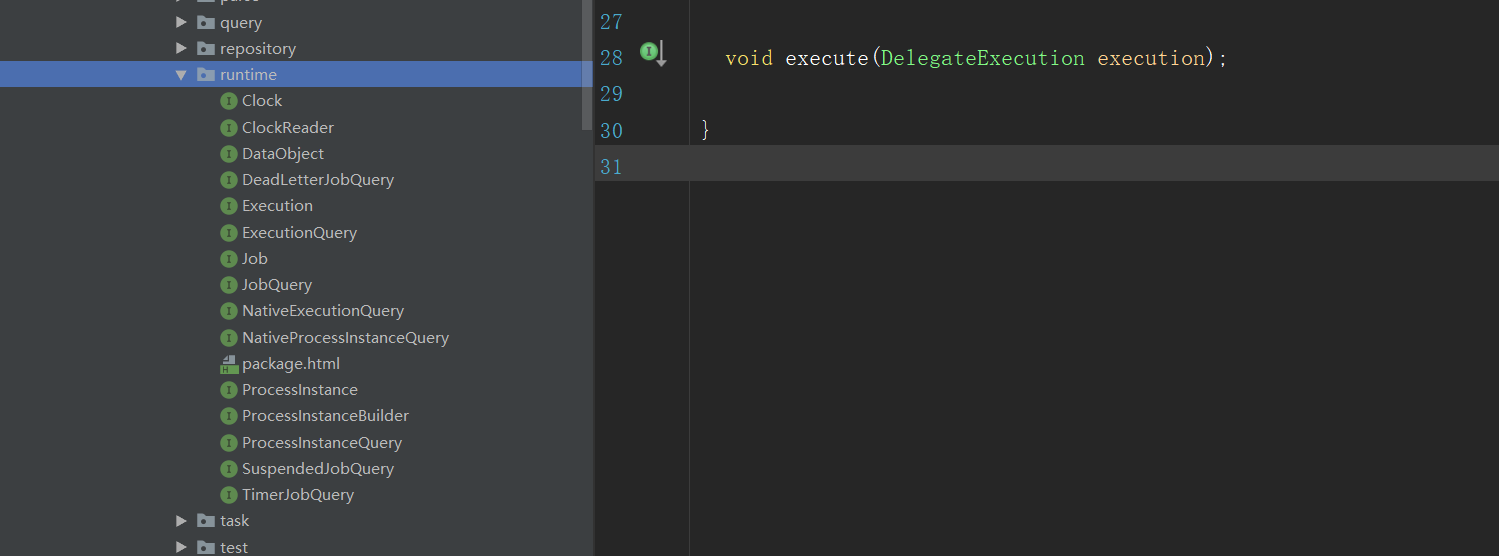 query
repository
runtime
Clock
ClockReader
DataObject
DeadLetterJobQuery
Execution
ExecutionQuery
Job
JobQuery
NativeExecutionQuery
NativeProcessInstanceQuery
package.html
ProcessInstance
ProcessInstanceBuilder
ProcessInstanceQuery
SuspendedJobQuery
TimerJobQuery
task
test
27
28 void execute(DelegateExecution execution);
29
30 }
31